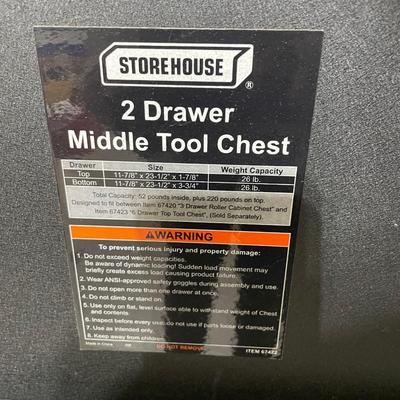 STOREHOUSE
®
2 Drawer
Middle Tool Chest
Drawer Size Weight Capacity
Top 11-7/8" x 23-1/2" x 1-7/8" 26 lb.
Bottom 11-7/8" x 23-1/2" x 3-3/4" 26 lb.
Total Capacity: 52 pounds inside, plus 220 pounds on top.
Designed to fit between Item 67420 "3 Drawer Roller Cabinet Chest" and
Item 67423 "6 Drawer Top Tool Chest", (Sold Separately).
WARNING
To prevent serious injury and property damage:
1. Do not exceed weight capacities.
Be aware of dynamic loading! Sudden load movement may
briefly create excess load causing product failure.
2. Wear ANSI-approved safety goggles during assembly and use.
3. Do not open more than one drawer at once.
4. Do not climb or stand on.
5. Use only on flat, level surface able to withstand weight of Chest
and contents.
6. Inspect before every use; do not use if parts loose or damaged.
7. Use as intended only.
8. Keep away from children.
Made in China
DO NOT REMOVE
ITEM 67422